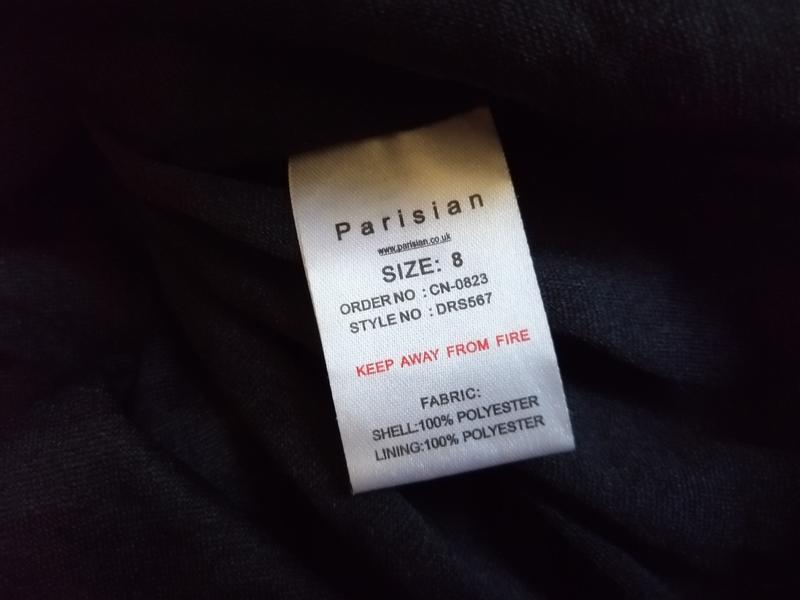 Parisian
www.parisian.co.uk
SIZE: 8
ORDER NO : CN-0823
STYLE NO : DRS567
KEEP AWAY FROM FIRE
FABRIC:
SHELL:100% POLYESTER
LINING:100% POLYESTER